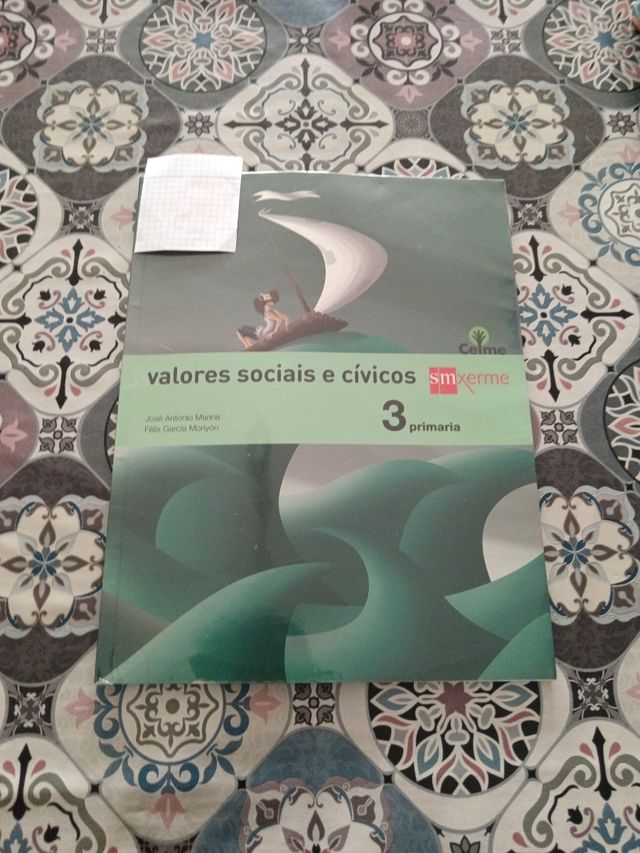 Celme
valores sociais e cívicos
sm xerme
José Antonio Marina
Félix García Moriyón
3 primaria